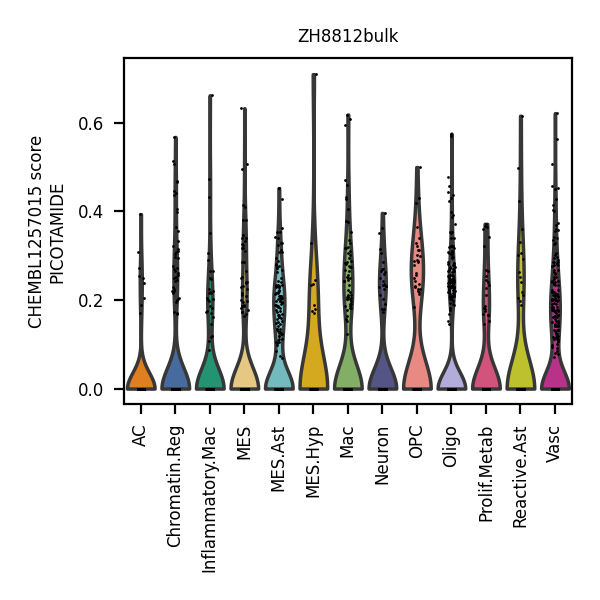 ZH8812bulk
CHEMBL1257015 score
PICOTAMIDE
0.6
0.4
0.2
0.0
AC
Chromatin.Reg
Inflammatory.Mac
MES
MES.Ast
MES.Hyp
Mac
Neuron
OPC
Oligo
Prolif.Metab
Reactive.Ast
Vasc